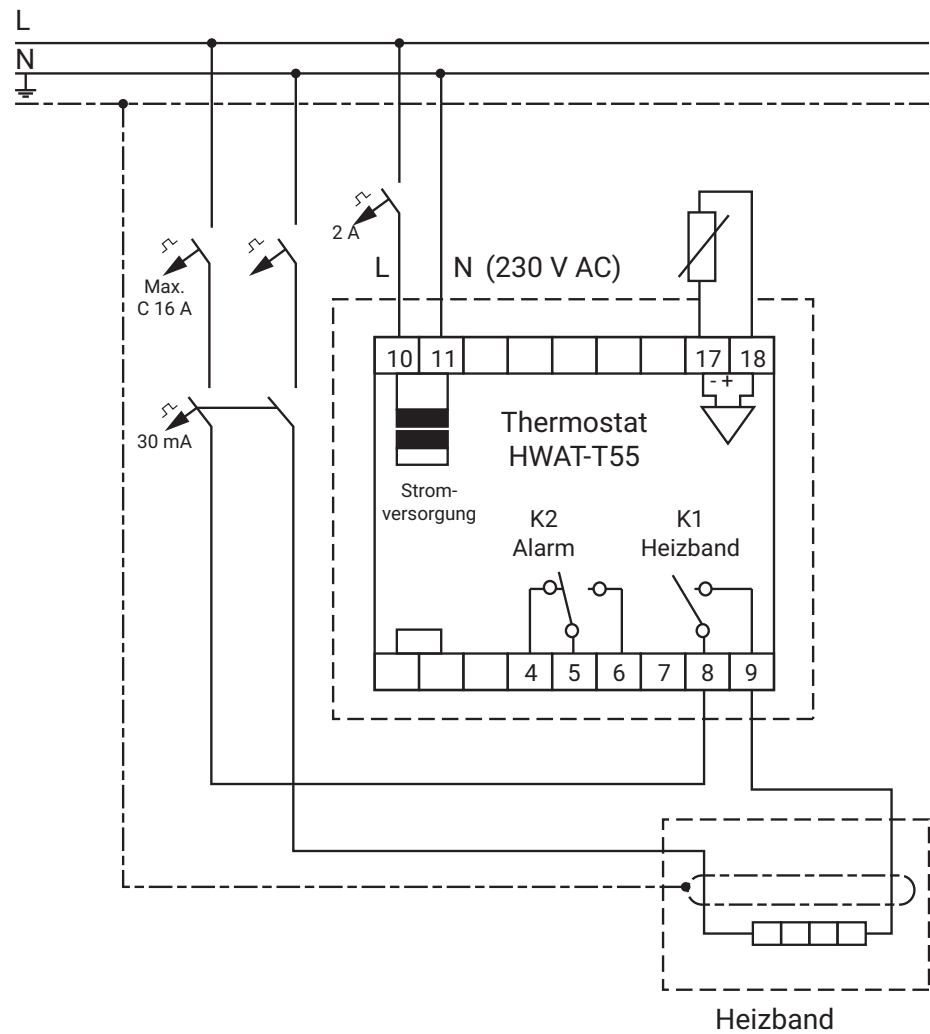 L
N
2 A
L N (230 V AC)
Max.
C 16 A
10 11 17 18
- +
30 mA
Thermostat
HWAT-T55
Strom-
versorgung
K2
Alarm
K1
Heizband
4 5 6 7 8 9
Heizband